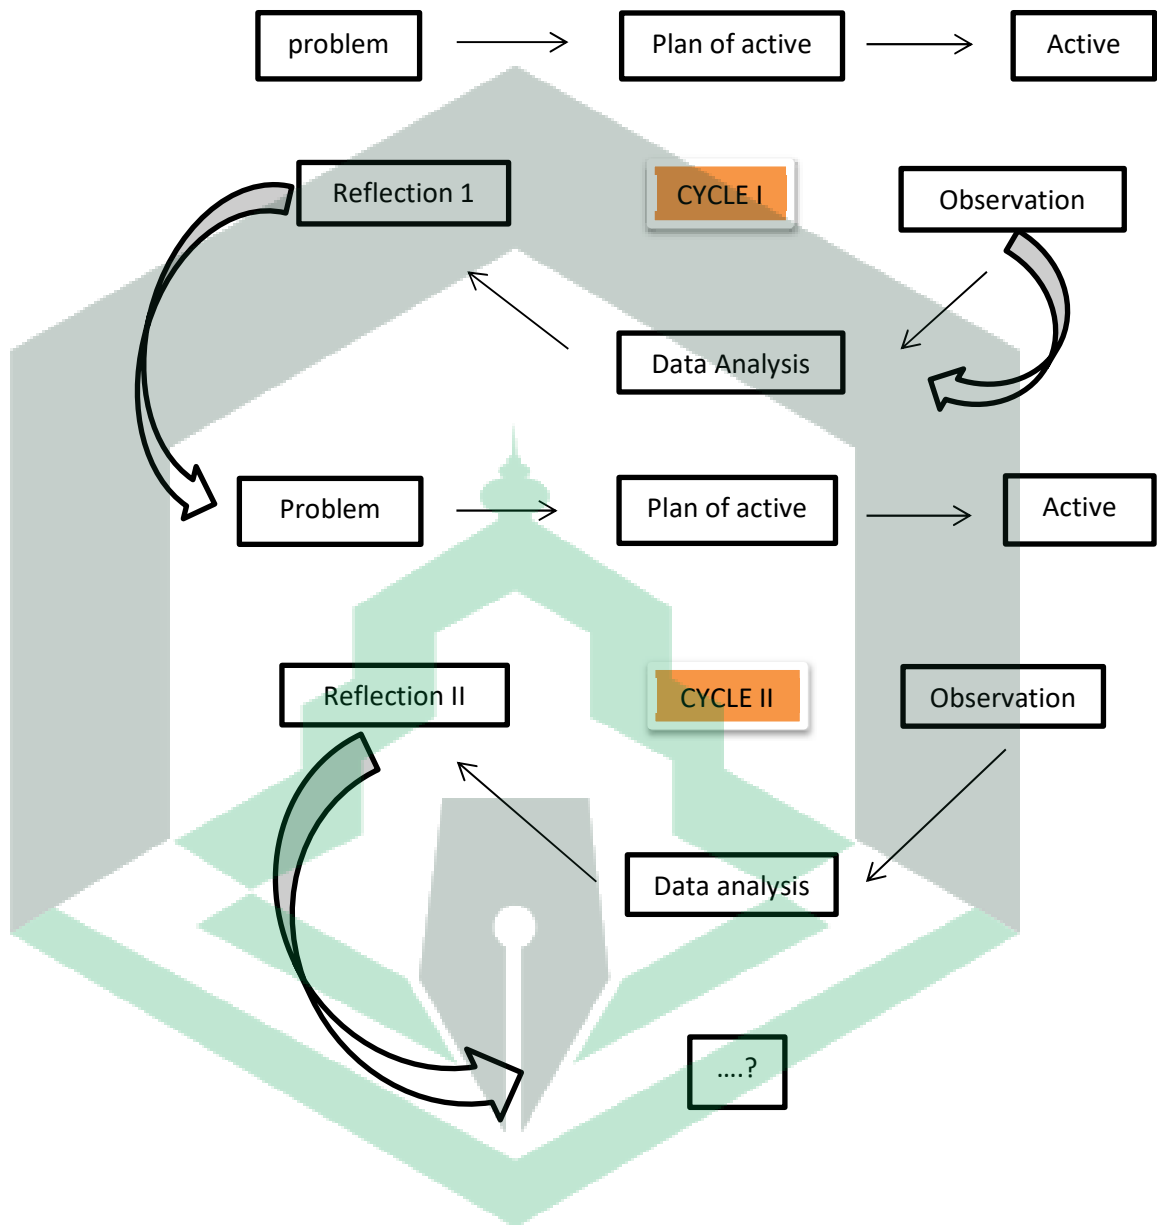 problem
Plan of active
Active
Reflection 1
CYCLE I
Observation
Data Analysis
Problem
Plan of active
Active
Reflection II
CYCLE II
Observation
Data analysis
....?